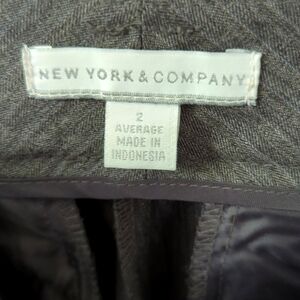 NEW YORK & COMPANY
2
AVERAGE
MADE IN
INDONESIA